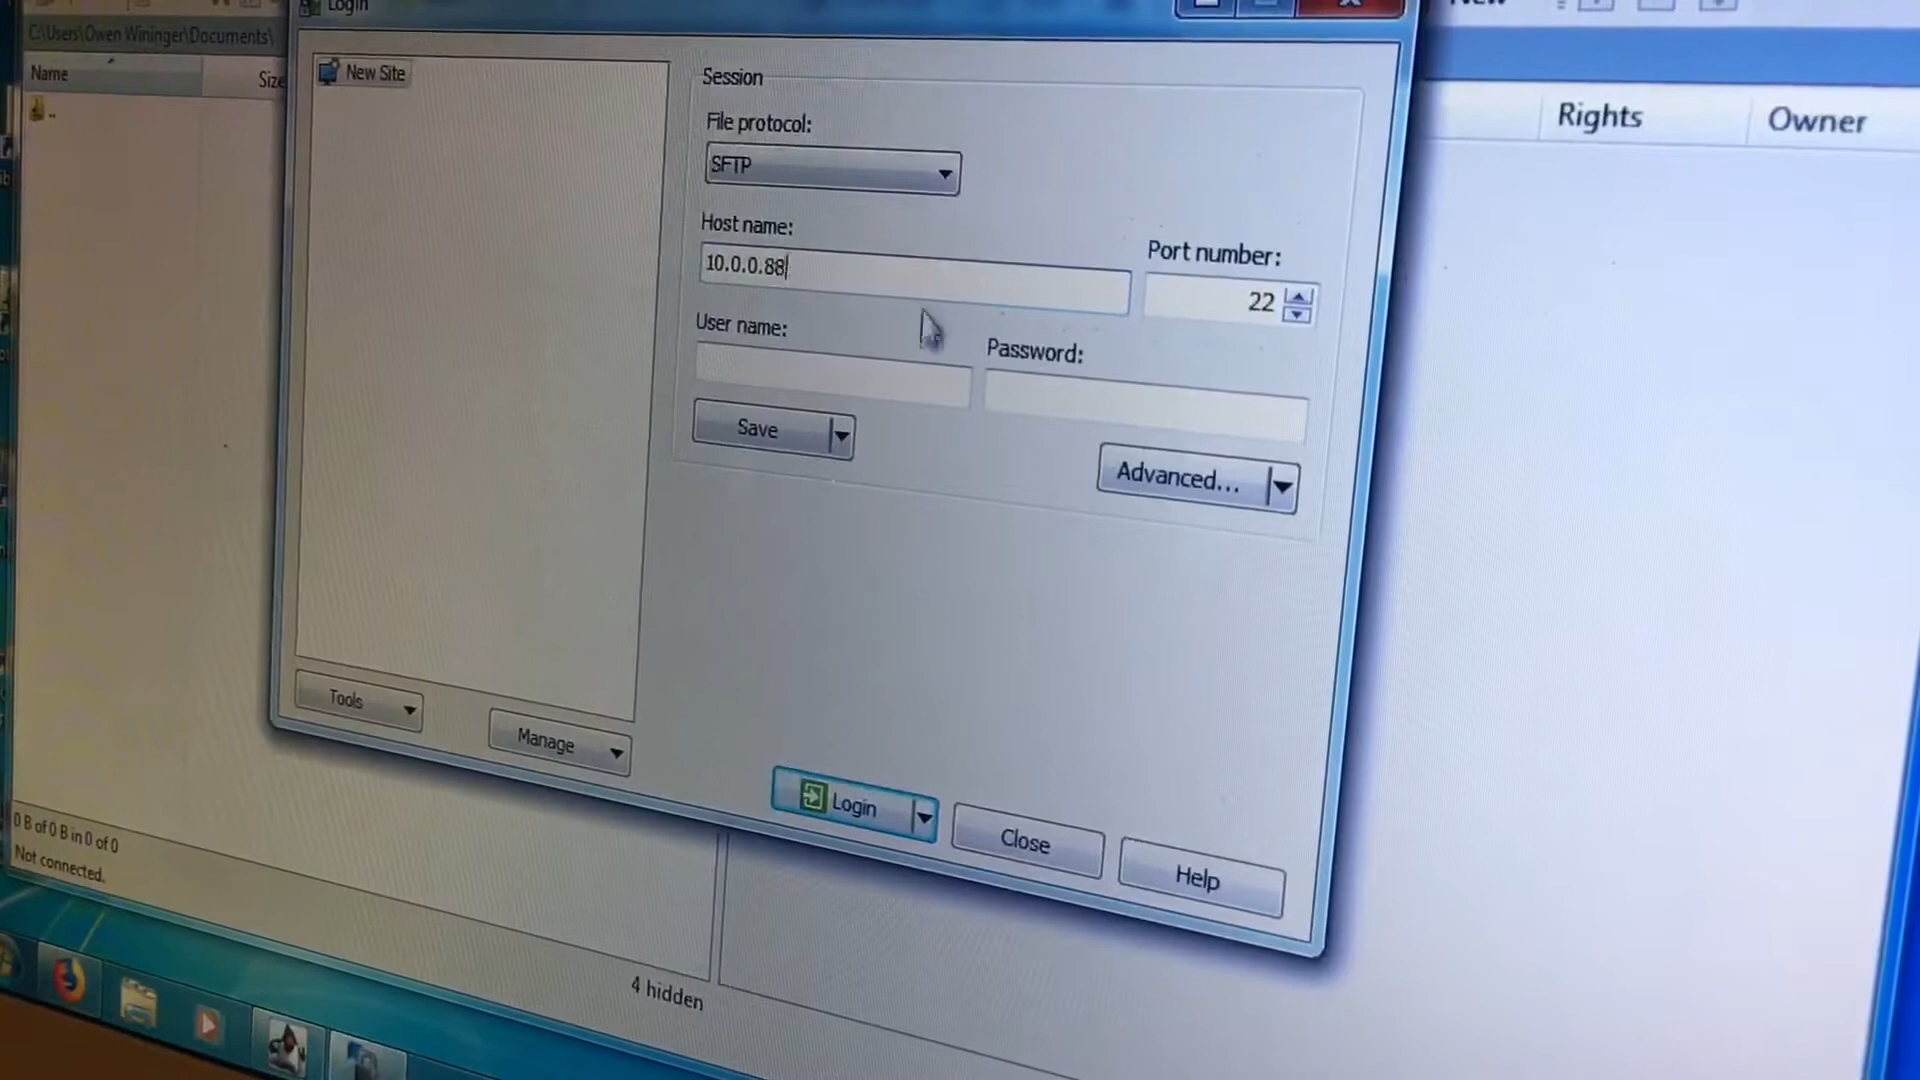 Login
New
C:\Users\Owen Wininger\Documents\
Name
Size
..
New Site
Session
File protocol:
SFTP
Host name:
10.0.0.88
Port number:
22
User name:
Password:
Save
Advanced...
Tools
Manage
Login
Close
Help
Rights
Owner
0 B of 0 B in 0 of 0
Not connected.
4 hidden